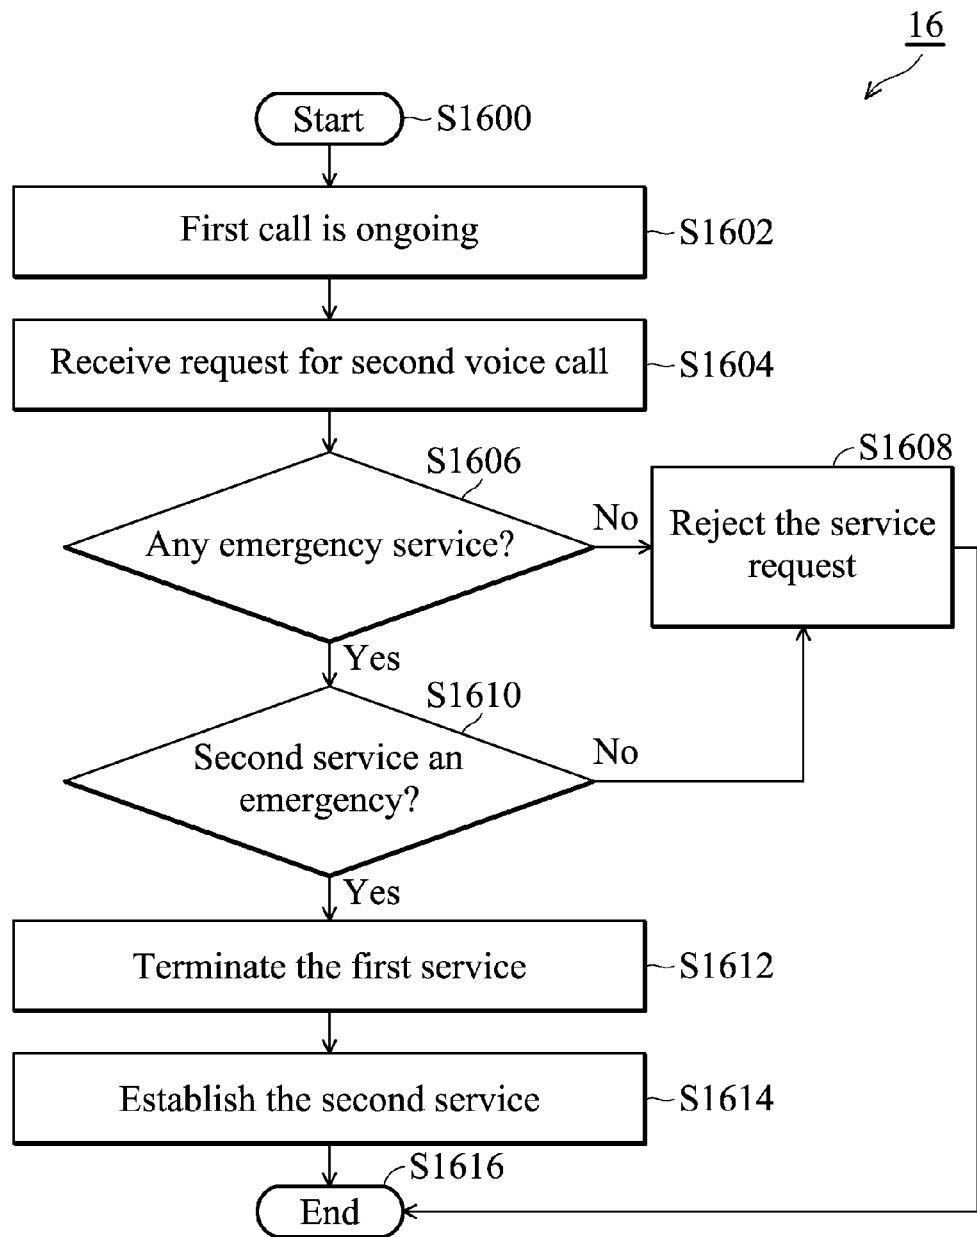 16
Start
S1600
First call is ongoing
S1602
Receive request for second voice call
S1604
S1606
Any emergency service?
No
S1608
Reject the service
request
Yes
S1610
Second service an
emergency?
No
Yes
Terminate the first service
S1612
Establish the second service
S1614
S1616
End